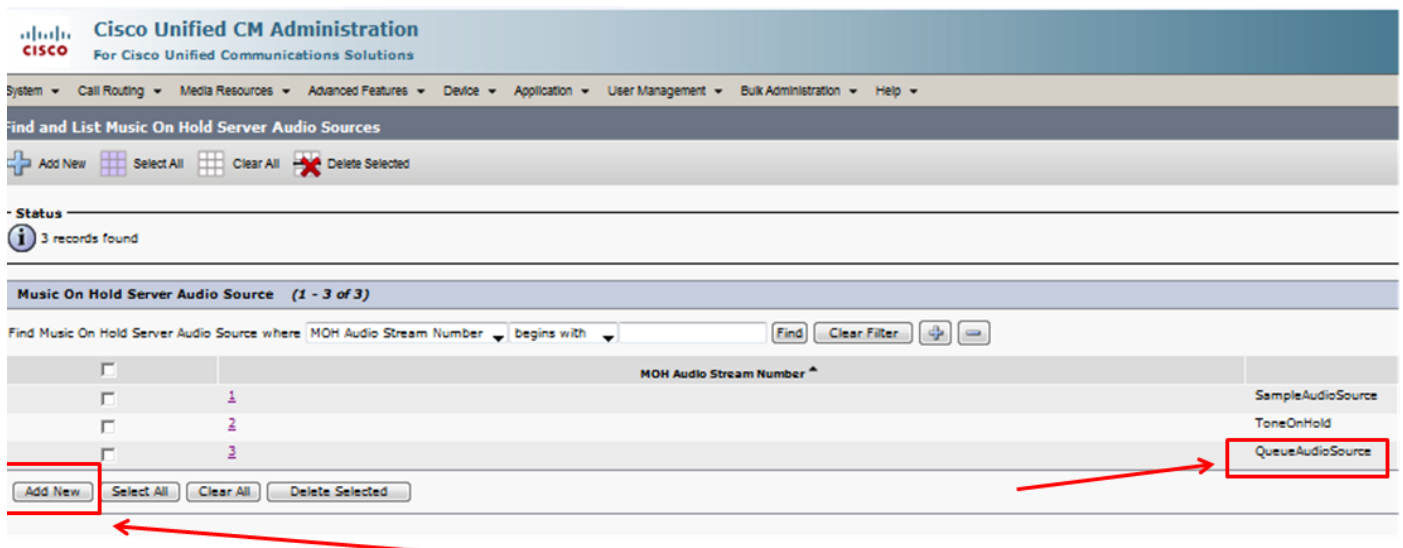 Cisco Unified CM Administration
CISCO For Cisco Unified Communications Solutions
System Call Routing Media Resources Advanced Features Device Application User Management Bulk Administration Help
Find and List Music On Hold Server Audio Sources
Add New Select All Clear All Delete Selected
Status
i 3 records found
Music On Hold Server Audio Source (1 - 3 of 3)
Find Music On Hold Server Audio Source where MOH Audio Stream Number begins with Find Clear Filter
MOH Audio Stream Number
1 SampleAudioSource
2 ToneOnHold
3 QueueAudioSource
Add New Select All Clear All Delete Selected